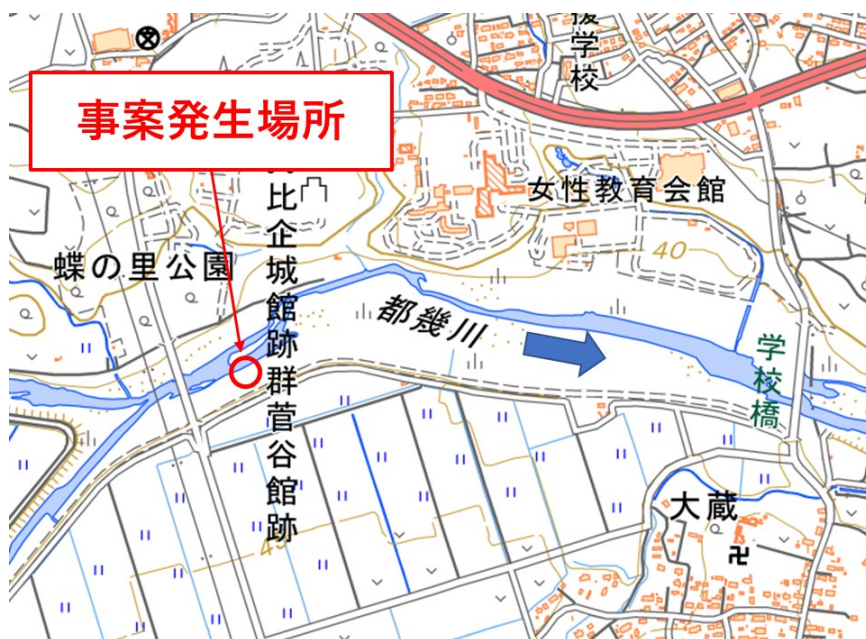 援学校
事案発生場所
比企城館跡群菅谷館跡
女性教育会館
蝶の里公園
40
都幾川
学校橋
大蔵